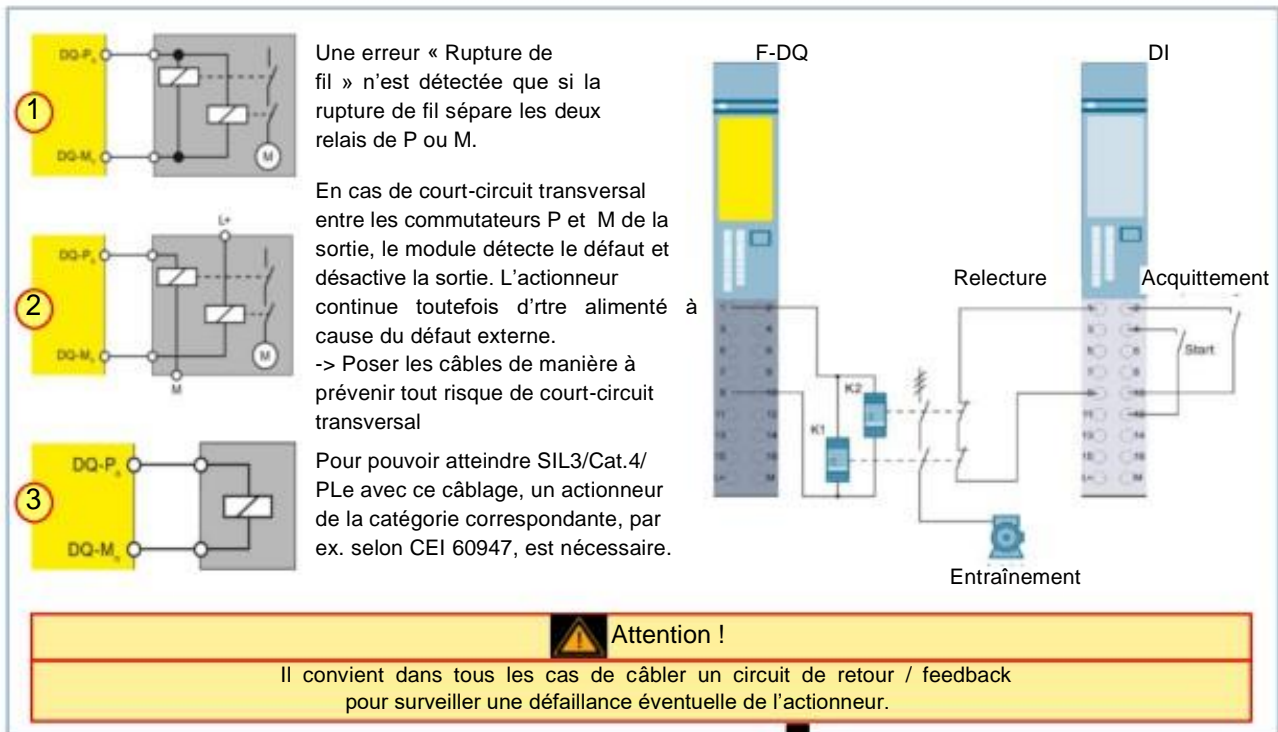 1
DQ-Pn
DQ-Mn
M
Une erreur « Rupture de
fil » n'est détectée que si la
rupture de fil sépare les deux
relais de P ou M.
2
L+
DQ-Pn
DQ-Mn
M
M
En cas de court-circuit transversal
entre les commutateurs P et M de la
sortie, le module détecte le défaut et
désactive la sortie. L'actionneur
continue toutefois d'rtre alimenté à
cause du défaut externe.
-> Poser les câbles de manière à
prévenir tout risque de court-circuit
transversal
3
DQ-Pn
DQ-Mn
Pour pouvoir atteindre SIL3/Cat.4/
PLe avec ce câblage, un actionneur
de la catégorie correspondante, par
ex. selon CEI 60947, est nécessaire.
F-DQ
DI
Relecture
Acquittement
Start
K2
K1
L+
M
L+
M
Entraînement
Attention !
Il convient dans tous les cas de câbler un circuit de retour / feedback
pour surveiller une défaillance éventuelle de l'actionneur.